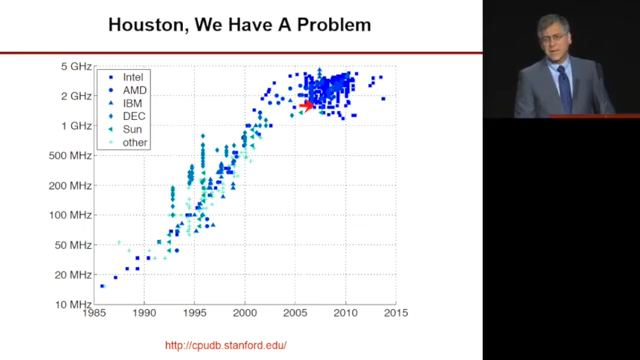 Houston, We Have A Problem
5 GHz
2 GHz
1 GHz
500 MHz
200 MHz
100 MHz
50 MHz
20 MHz
10 MHz
Intel
AMD
IBM
DEC
Sun
other
1985 1990 1995 2000 2005 2010 2015
http://cpudb.stanford.edu/